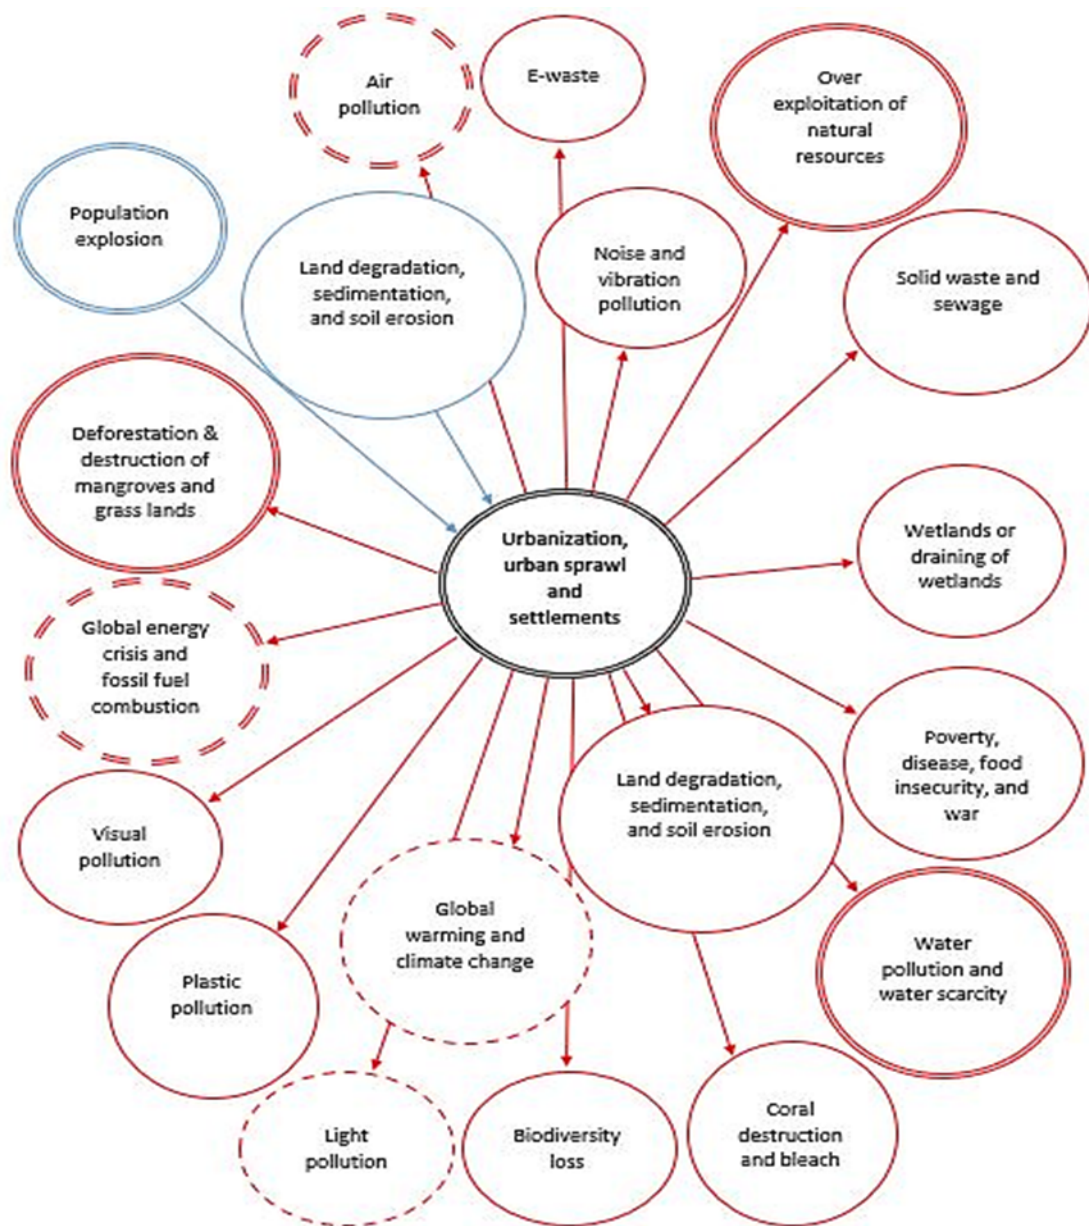 Air
pollution
E-waste
Over
exploitation of
natural
resources
Population
explosion
Land degradation,
sedimentation,
and soil erosion
Noise and
vibration
pollution
Solid waste and
sewage
Deforestation &
destruction of
mangroves and
grass lands
Urbanization,
urban sprawl
and
settlements
Wetlands or
draining of
wetlands
Global energy
crisis and
fossil fuel
combustion
Poverty,
disease, food
insecurity, and
war
Visual
pollution
Land degradation,
sedimentation,
and soil erosion
Global
warming and
climate change
Plastic
pollution
Water
pollution and
water scarcity
Light
pollution
Biodiversity
loss
Coral
destruction
and bleach